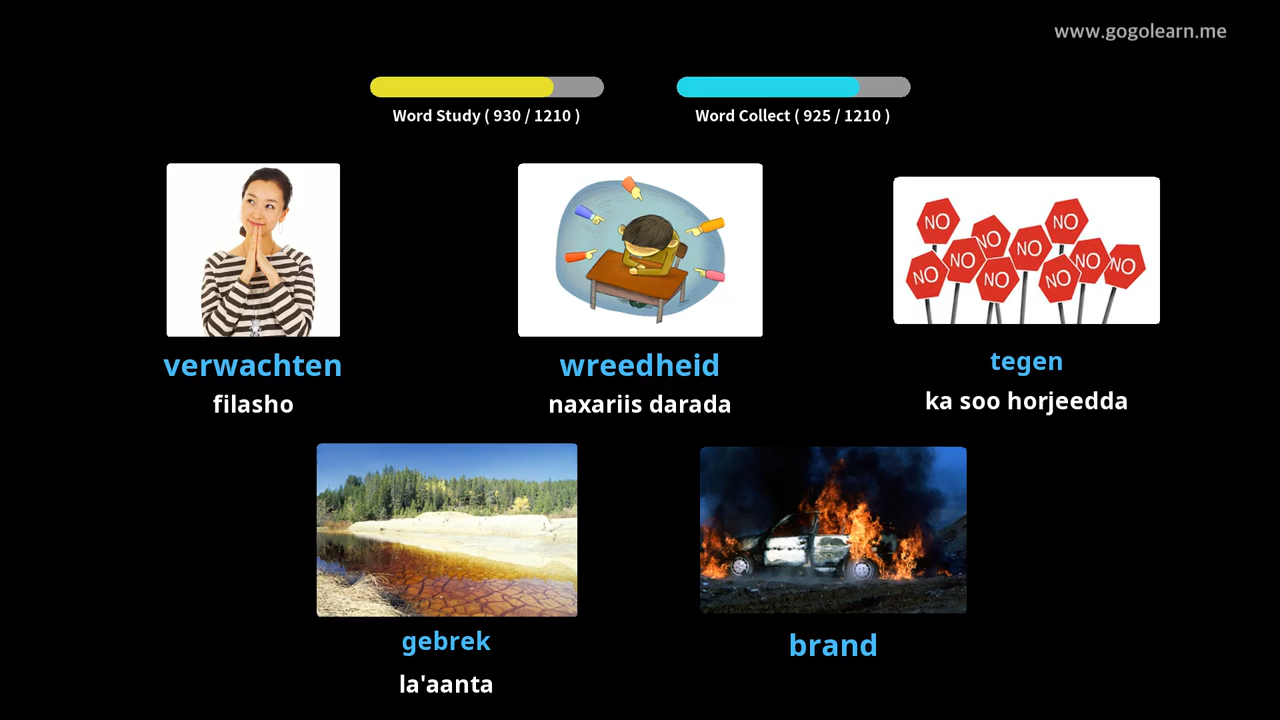 www.gogolearn.me
Word Study ( 930 / 1210 )
Word Collect ( 925 / 1210 )
NO
NO
NO
NO
NO
NO
NO
NO
NO
NO
verwachten
filasho
wreedheid
naxariis darada
tegen
ka soo horjeedda
gebrek
la'aanta
brand